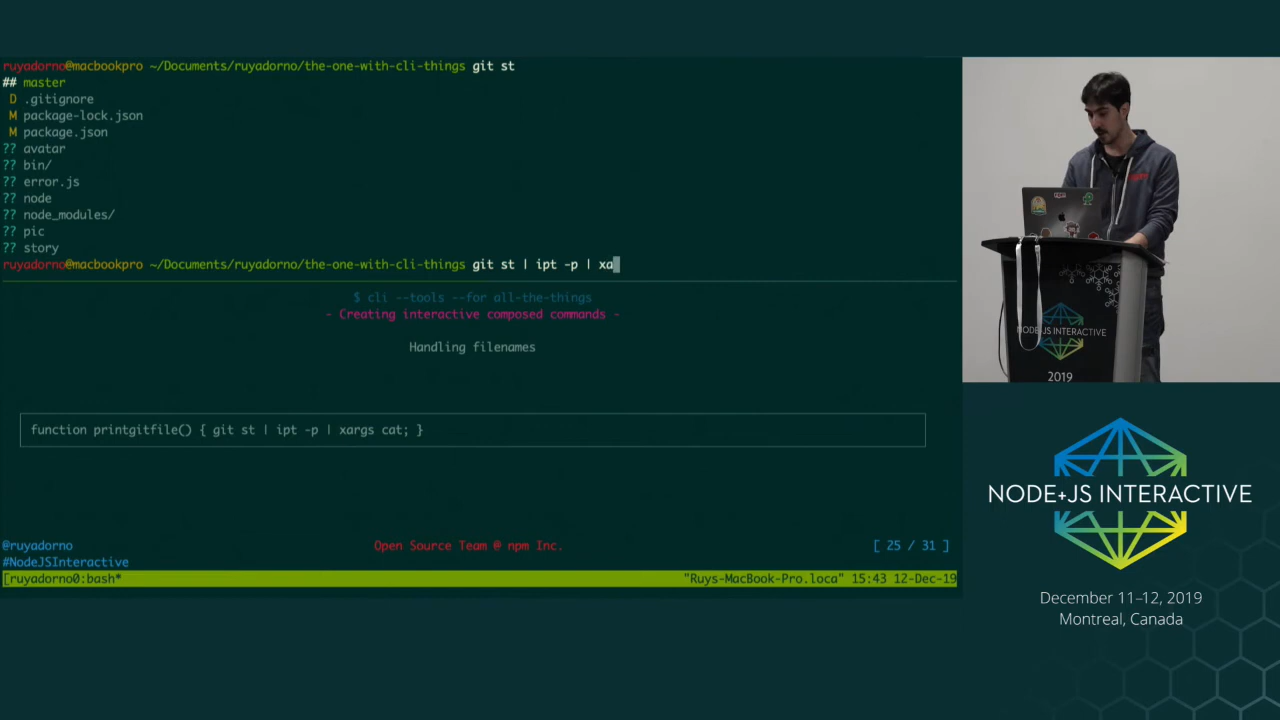 ruyadorno@macbookpro ~/Documents/ruyadorno/the-one-with-cli-things git st
## master
D .gitignore
M package-lock.json
M package.json
?? avatar
?? bin/
?? error.js
?? node
?? node_modules/
?? pic
?? story
ruyadorno@macbookpro ~/Documents/ruyadorno/the-one-with-cli-things git st | ipt -p | xa
$ cli --tools --for all-the-things
- Creating interactive composed commands -
Handling filenames
function printgitfile() { git st | ipt -p | xargs cat; }
@ruyadorno
Open Source Team @ npm Inc.
[ 25 / 31 ]
#NodeJSInteractive
[ruyadorno0:bash*
"Ruys-MacBook-Pro.loca" 15:43 12-Dec-19
NODE+JS INTERACTIVE
2019
NODE+JS INTERACTIVE
December 11–12, 2019
Montreal, Canada